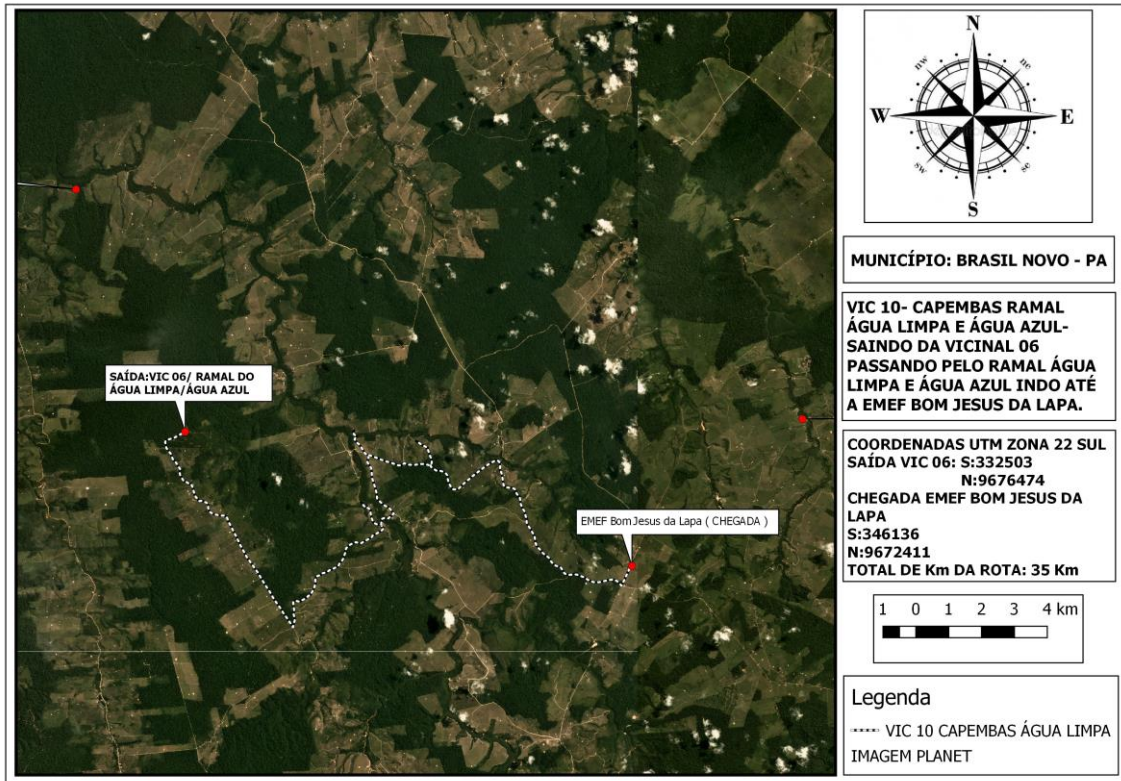 N
nw
ne
W
E
sw
se
S
MUNICÍPIO: BRASIL NOVO - PA
VIC 10- CAPEMBAS RAMAL
ÁGUA LIMPA E ÁGUA AZUL-
SAINDO DA VICINAL 06
PASSANDO PELO RAMAL ÁGUA
LIMPA E ÁGUA AZUL INDO ATÉ
A EMEF BOM JESUS DA LAPA.
SAÍDA:VIC 06/ RAMAL DO
ÁGUA LIMPA/ÁGUA AZUL
EMEF Bom Jesus da Lapa ( CHEGADA )
COORDENADAS UTM ZONA 22 SUL
SAÍDA VIC 06: S:332503
N:9676474
CHEGADA EMEF BOM JESUS DA
LAPA
S:346136
N:9672411
TOTAL DE Km DA ROTA: 35 Km
1 0 1 2 3 4 km
Legenda
VIC 10 CAPEMBAS ÁGUA LIMPA
IMAGEM PLANET